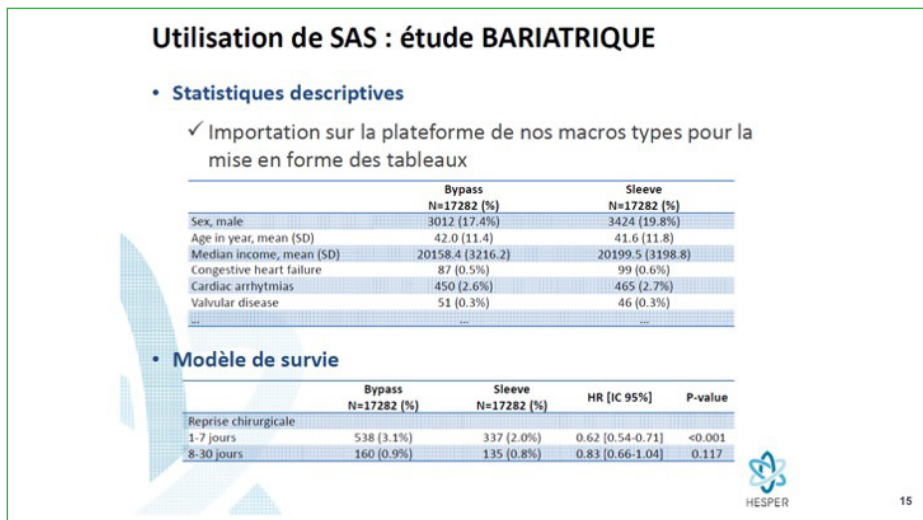 Utilisation de SAS : étude BARIATRIQUE
• Statistiques descriptives
✓ Importation sur la plateforme de nos macros types pour la
mise en forme des tableaux
Bypass Sleeve
N=17282 (%) N=17282 (%)
Sex, male 3012 (17.4%) 3424 (19.8%)
Age in year, mean (SD) 42.0 (11.4) 41.6 (11.8)
Median income, mean (SD) 20158.4 (3216.2) 20199.5 (3198.8)
Congestive heart failure 87 (0.5%) 99 (0.6%)
Cardiac arrhytmias 450 (2.6%) 465 (2.7%)
Valvular disease 51 (0.3%) 46 (0.3%)
... ... ...
• Modèle de survie
Bypass Sleeve HR [IC 95%] P-value
N=17282 (%) N=17282 (%)
Reprise chirurgicale
1-7 jours 538 (3.1%) 337 (2.0%) 0.62 [0.54-0.71] <0.001
8-30 jours 160 (0.9%) 135 (0.8%) 0.83 [0.66-1.04] 0.117
HESPER
15